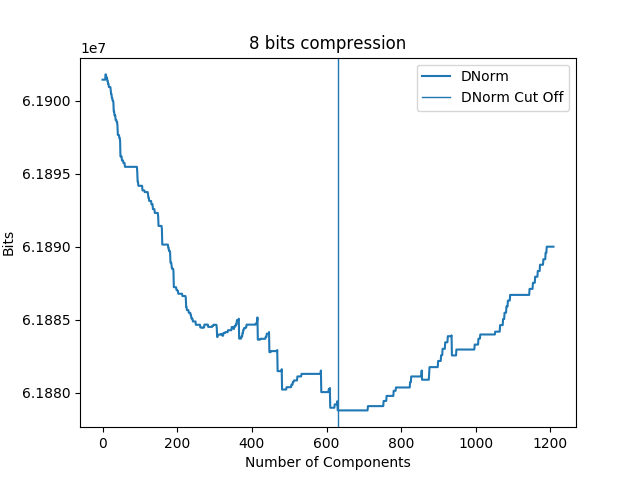 8 bits compression
1e7
DNorm
DNorm Cut Off
6.1900
6.1895
6.1890
6.1885
6.1880
Bits
0 200 400 600 800 1000 1200
Number of Components